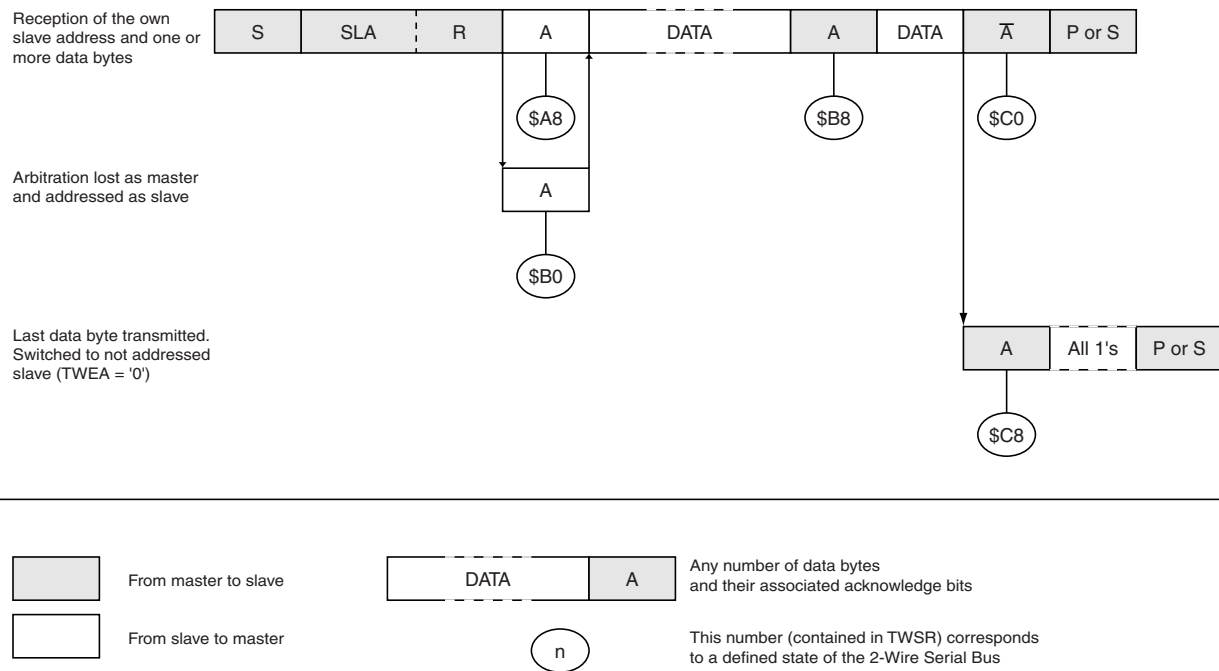 Reception of the own
slave address and one or
more data bytes
S SLA R A DATA A DATA A̅ P or S
$A8 $B8 $C0
Arbitration lost as master
and addressed as slave
A
$B0
Last data byte transmitted.
Switched to not addressed
slave (TWEA = '0')
A All 1's P or S
$C8
From master to slave
DATA A
Any number of data bytes
and their associated acknowledge bits
From slave to master
n
This number (contained in TWSR) corresponds
to a defined state of the 2-Wire Serial Bus